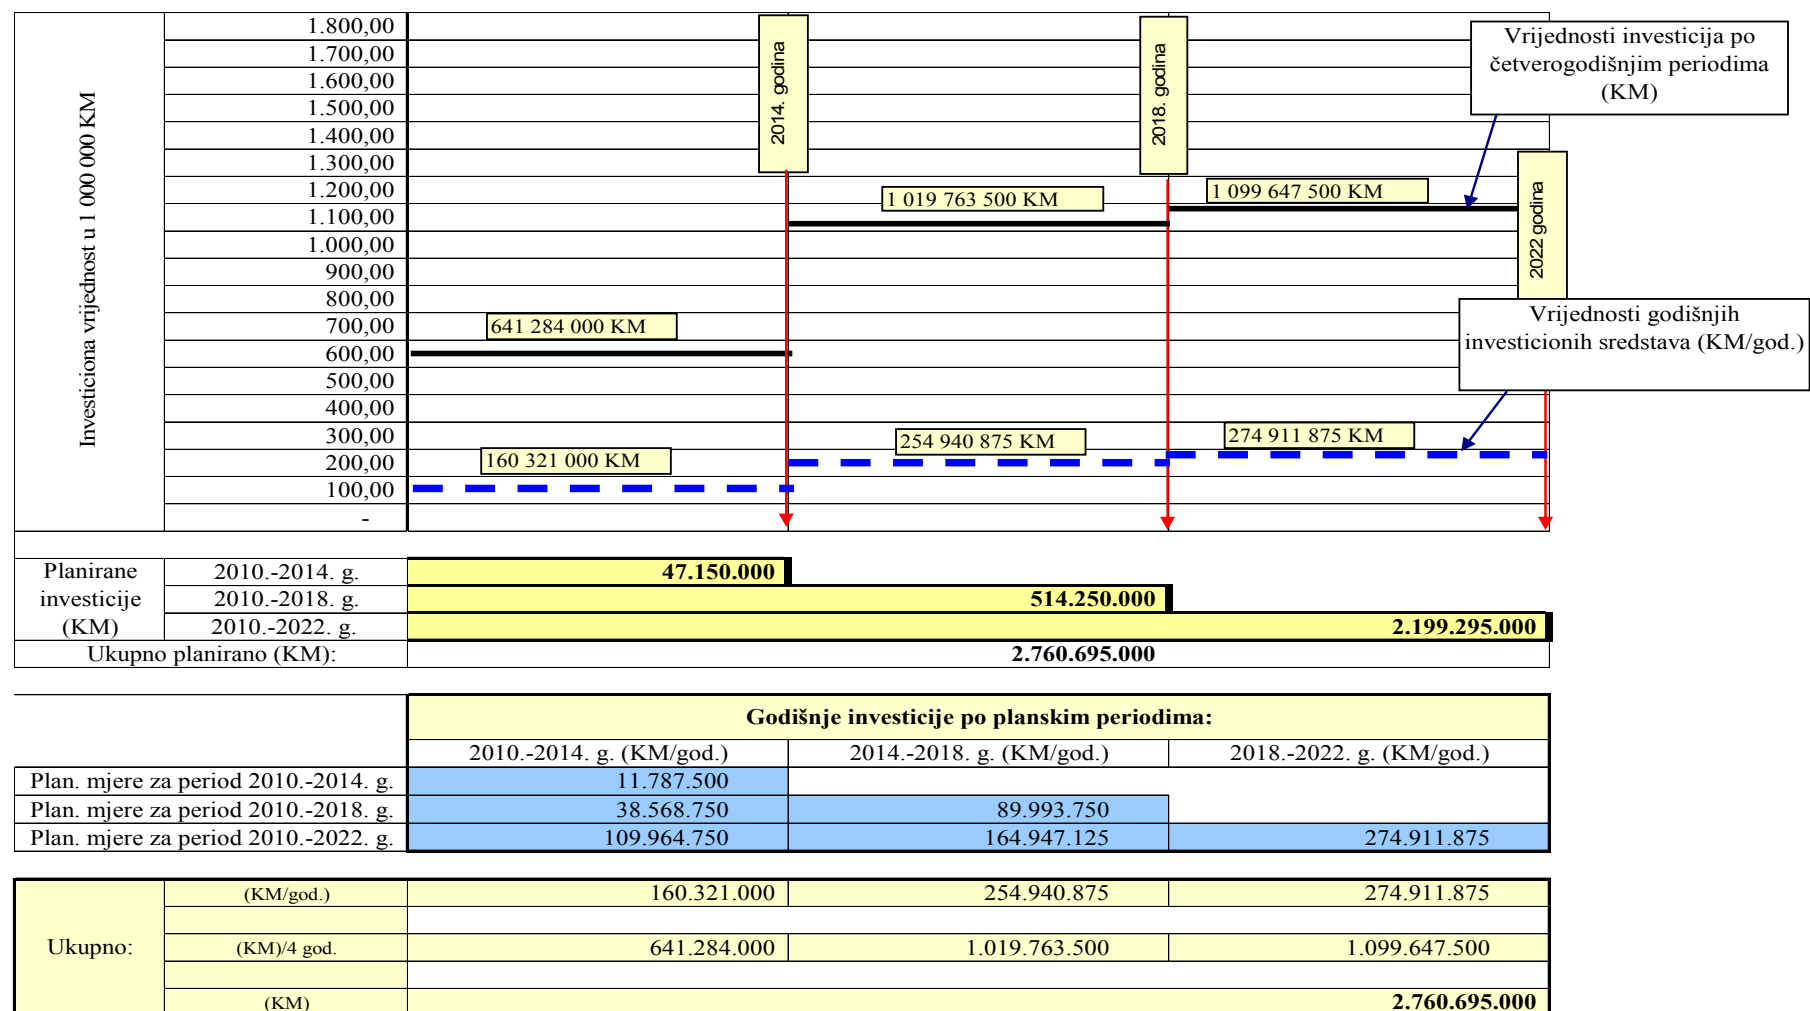 Investiciona vrijednost u 1 000 000 KM
1.800,00
1.700,00
1.600,00
1.500,00
1.400,00
1.300,00
1.200,00
1.100,00
1.000,00
900,00
800,00
700,00
600,00
500,00
400,00
300,00
200,00
100,00
-
2014. godina
2018. godina
2022 godina
Vrijednosti investicija po
četverogodišnjim periodima
(KM)
1 019 763 500 KM
1 099 647 500 KM
641 284 000 KM
Vrijednosti godišnjih
investicionih sredstava (KM/god.)
160 321 000 KM
254 940 875 KM
274 911 875 KM
Planirane
investicije
(KM)
2010.-2014. g. 47.150.000
2010.-2018. g. 514.250.000
2010.-2022. g. 2.199.295.000
Ukupno planirano (KM): 2.760.695.000
Godišnje investicije po planskim periodima:
2010.-2014. g. (KM/god.) 2014.-2018. g. (KM/god.) 2018.-2022. g. (KM/god.)
Plan. mjere za period 2010.-2014. g. 11.787.500
Plan. mjere za period 2010.-2018. g. 38.568.750 89.993.750
Plan. mjere za period 2010.-2022. g. 109.964.750 164.947.125 274.911.875
Ukupno:
(KM/god.) 160.321.000 254.940.875 274.911.875
(KM)/4 god. 641.284.000 1.019.763.500 1.099.647.500
(KM) 2.760.695.000